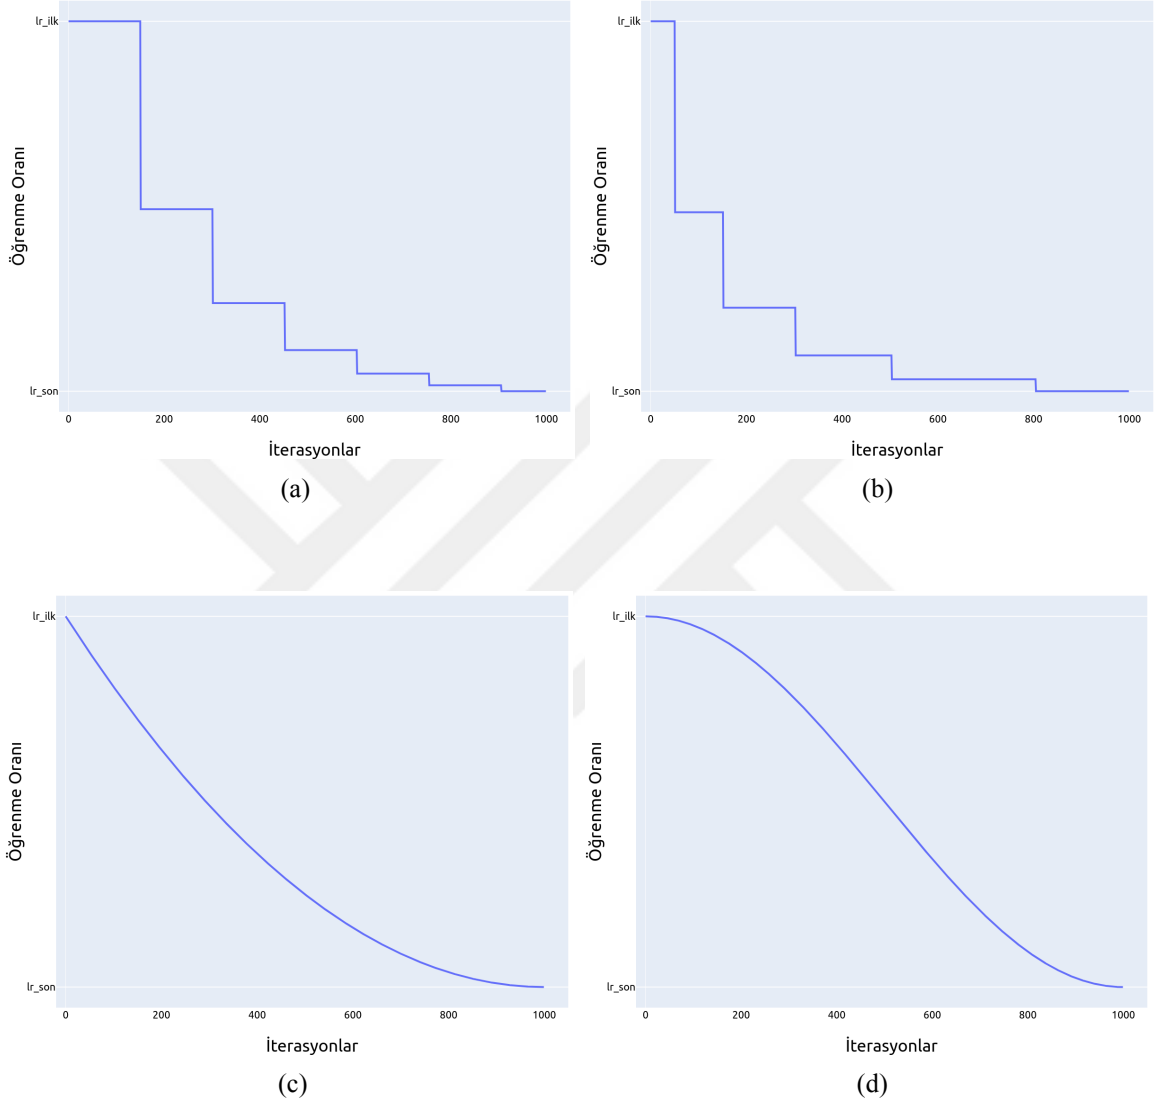 lr_ilk
Öğrenme Oranı
lr_son
0 200 400 600 800 1000
İterasyonlar
(a)
lr_ilk
Öğrenme Oranı
lr_son
0 200 400 600 800 1000
İterasyonlar
(b)
lr_ilk
Öğrenme Oranı
lr_son
0 200 400 600 800 1000
İterasyonlar
(c)
lr_ilk
Öğrenme Oranı
lr_son
0 200 400 600 800 1000
İterasyonlar
(d)